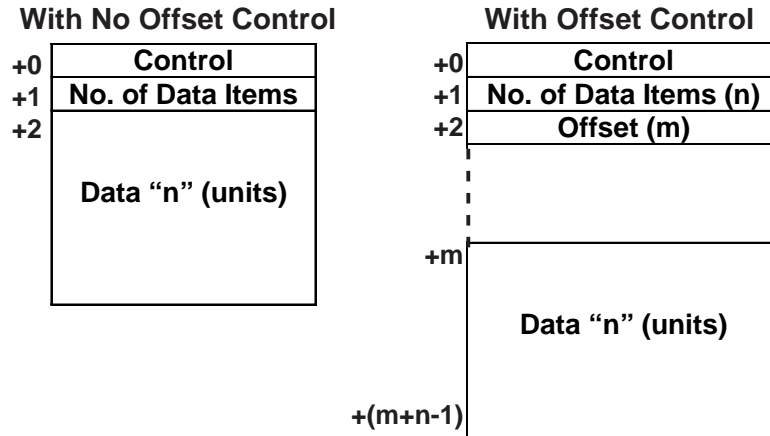 With No Offset Control
+0 Control
+1 No. of Data Items
+2
Data “n” (units)
With Offset Control
+0 Control
+1 No. of Data Items (n)
+2 Offset (m)
+m
Data “n” (units)
+(m+n-1)